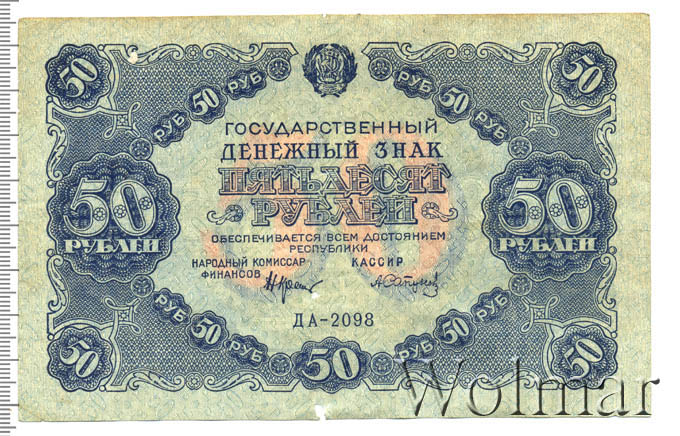 50 50
РУБ 50 РУБ РУБ 50 РУБ
ГОСУДАРСТВЕННЫЙ
ДЕНЕЖНЫЙ ЗНАК
ПЯТЬДЕСЯТ
РУБЛЕЙ
50 РУБЛЕЙ
50 РУБЛЕЙ
ОБЕСПЕЧИВАЕТСЯ ВСЕМ ДОСТОЯНИЕМ
РЕСПУБЛИКИ
НАРОДНЫЙ КОМИССАР КАССИР
ФИНАНСОВ
ДА-2098
РУБ 50 РУБ РУБ 50 РУБ
50 50 50
Wolmar